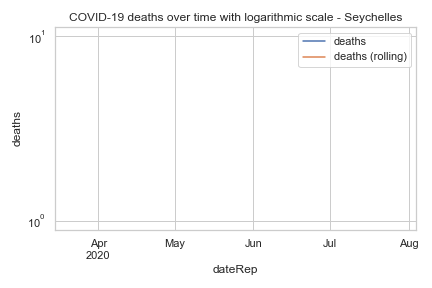 COVID-19 deaths over time with logarithmic scale - Seychelles
10¹
deaths
deaths (rolling)
deaths
10⁰
Apr May Jun Jul Aug
2020
dateRep